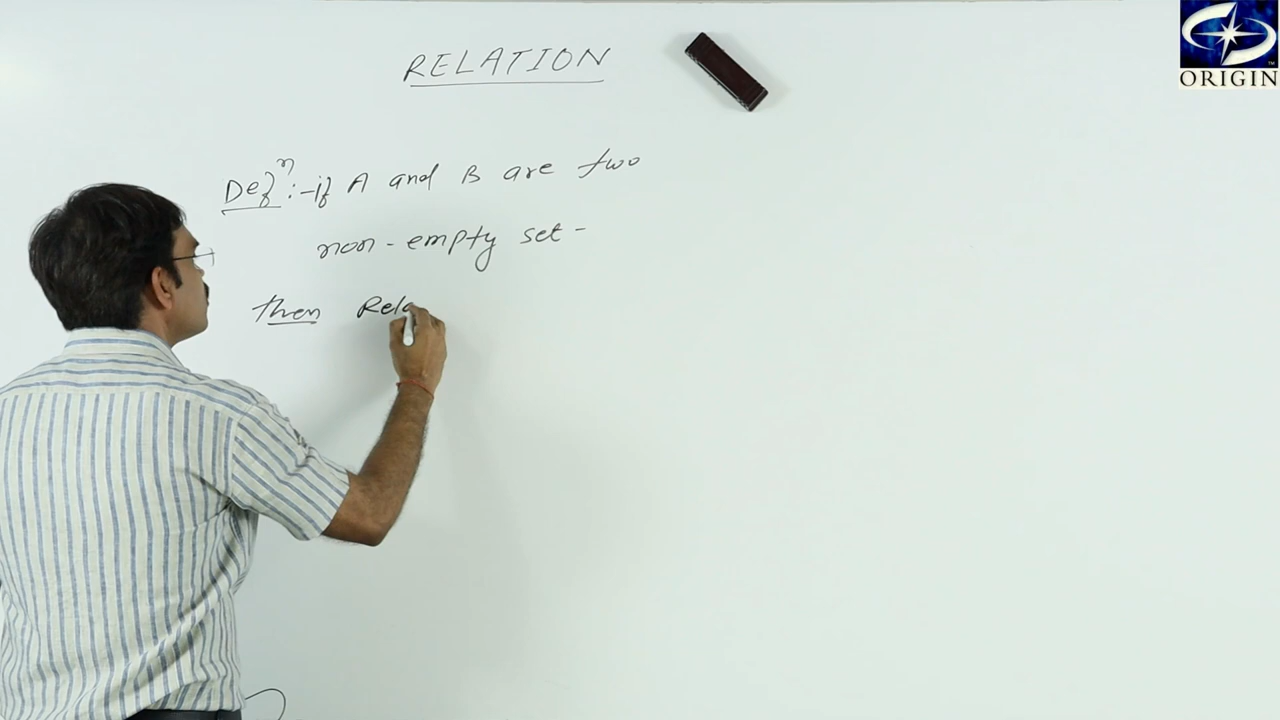 RELATION
ORIGIN
Defⁿ :- if A and B are two
non-empty set -
then Rela